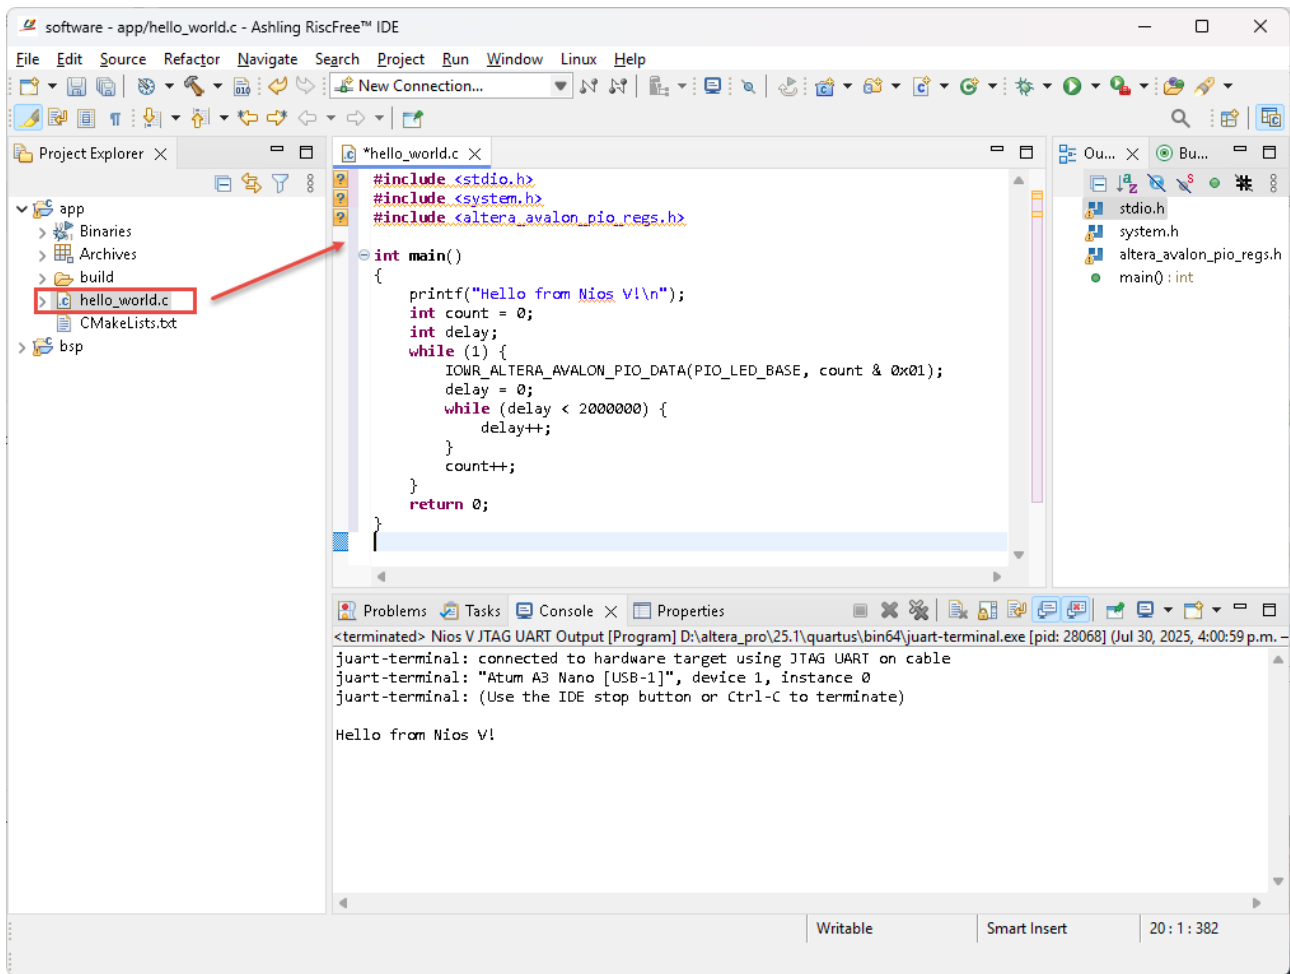 software - app/hello_world.c - Ashling RiscFree™ IDE
File Edit Source Refactor Navigate Search Project Run Window Linux Help
New Connection...
Project Explorer
app
Binaries
Archives
build
hello_world.c
CMakeLists.txt
bsp
*hello_world.c
#include <stdio.h>
#include <system.h>
#include <altera_avalon_pio_regs.h>
int main()
{
printf("Hello from Nios V!\n");
int count = 0;
int delay;
while (1) {
IOWR_ALTERA_AVALON_PIO_DATA(PIO_LED_BASE, count & 0x01);
delay = 0;
while (delay < 2000000) {
delay++;
}
count++;
}
return 0;
}
Ou...
Bu...
stdio.h
system.h
altera_avalon_pio_regs.h
main() : int
Problems Tasks Console Properties
<terminated> Nios V JTAG UART Output [Program] D:\altera_pro\25.1\quartus\bin64\juart-terminal.exe [pid: 28068] (Jul 30, 2025, 4:00:59 p.m. –
juart-terminal: connected to hardware target using JTAG UART on cable
juart-terminal: "Atum A3 Nano [USB-1]", device 1, instance 0
juart-terminal: (Use the IDE stop button or Ctrl-C to terminate)
Hello from Nios V!
Writable
Smart Insert
20 : 1 : 382